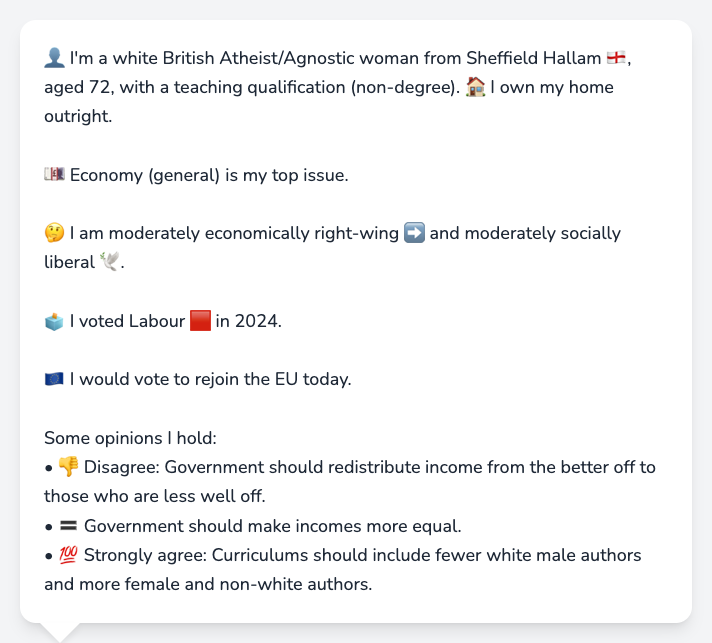 👤 I'm a white British Atheist/Agnostic woman from Sheffield Hallam 🏴󠁧󠁢󠁥󠁮󠁧󠁿,
aged 72, with a teaching qualification (non-degree). 🏠 I own my home
outright.
💷 Economy (general) is my top issue.
🤔 I am moderately economically right-wing ➡️ and moderately socially
liberal 🕊️.
🗳️ I voted Labour 🟥 in 2024.
🇪🇺 I would vote to rejoin the EU today.
Some opinions I hold:
• 👎 Disagree: Government should redistribute income from the better off to
those who are less well off.
• 🟰 Government should make incomes more equal.
• 💯 Strongly agree: Curriculums should include fewer white male authors
and more female and non-white authors.